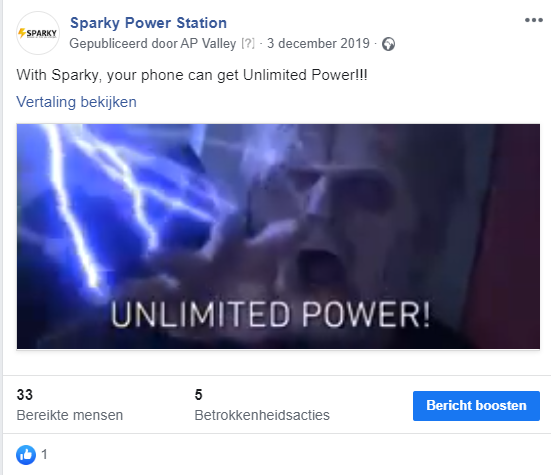 SPARKY
Sparky Power Station
Gepubliceerd door AP Valley [?] · 3 december 2019 ·
With Sparky, your phone can get Unlimited Power!!!
Vertaling bekijken
UNLIMITED POWER!
33
Bereikte mensen
5
Betrokkenheidsacties
Bericht boosten
1